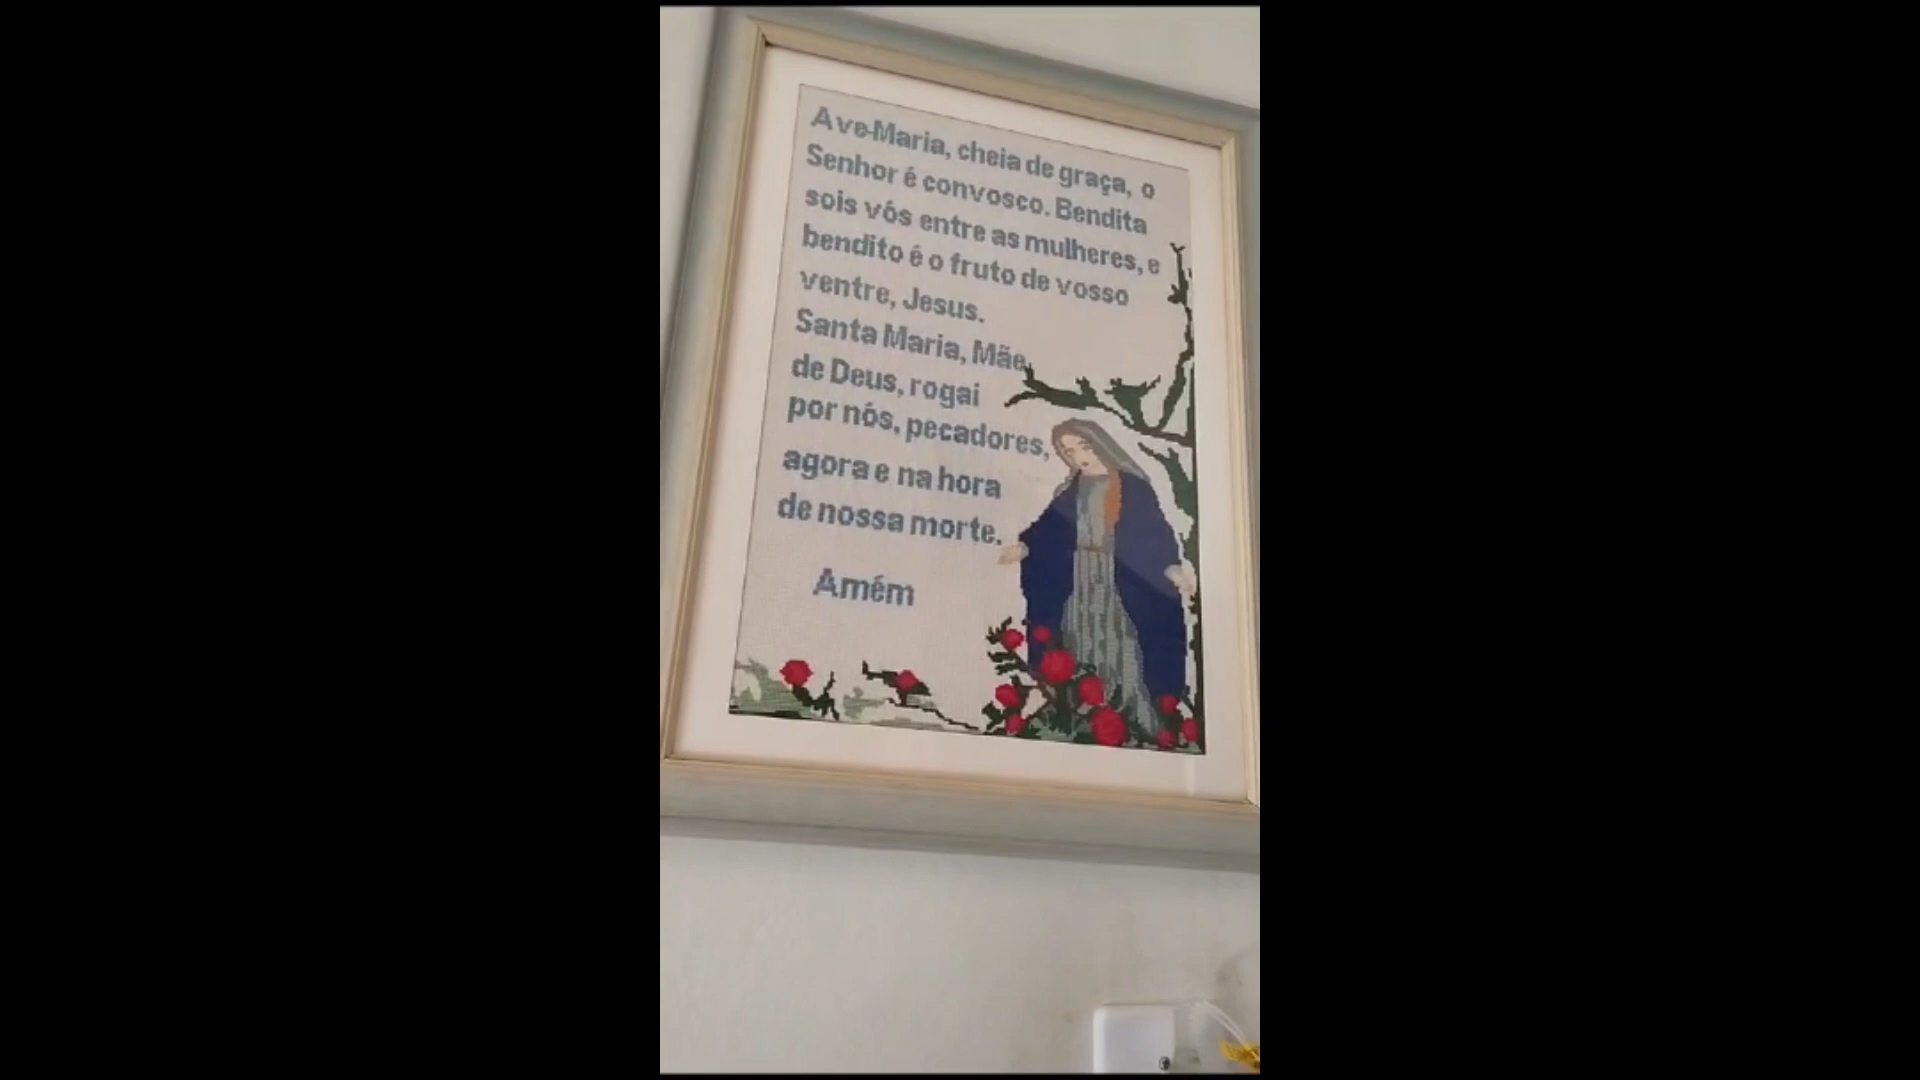 Ave-Maria, cheia de graça, o
Senhor é convosco. Bendita
sois vós entre as mulheres, e
bendito é o fruto de vosso
ventre, Jesus.
Santa Maria, Mãe
de Deus, rogai
por nós, pecadores,
agora e na hora
de nossa morte.
Amém